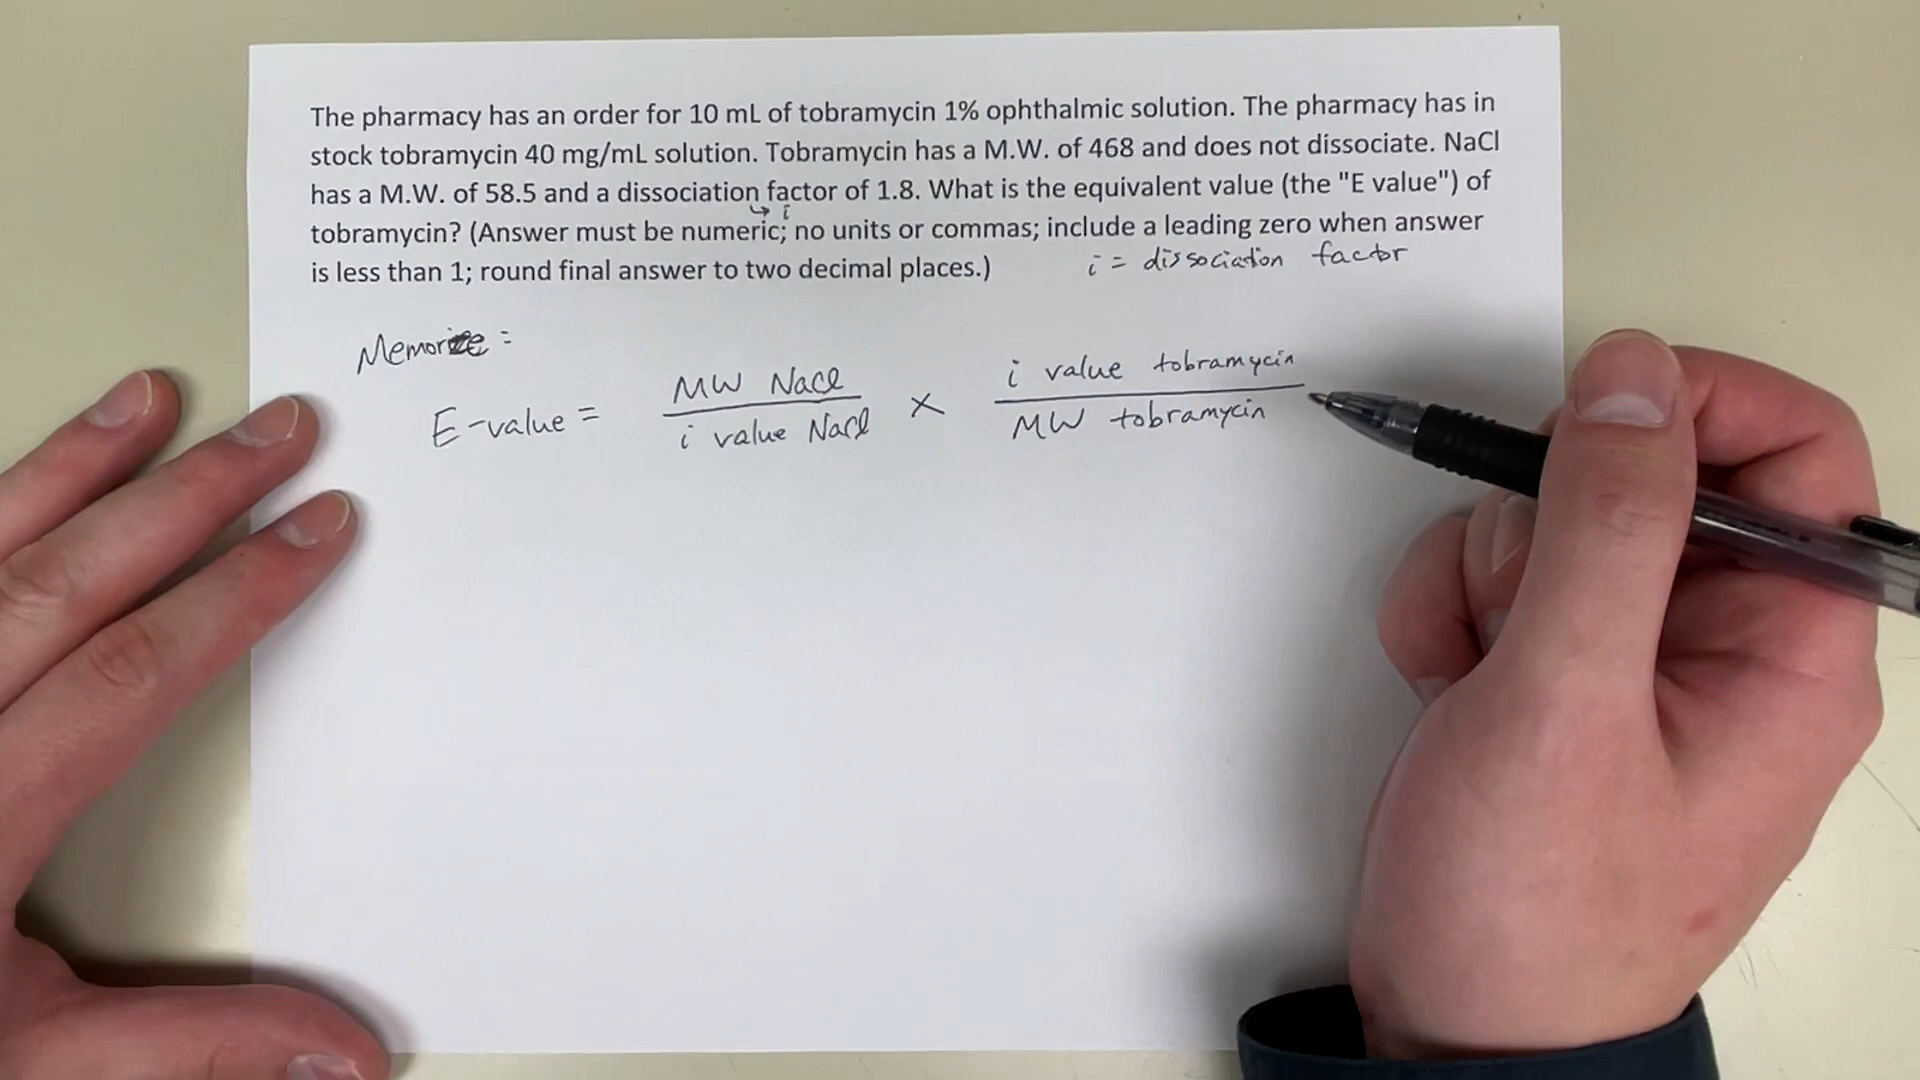 The pharmacy has an order for 10 mL of tobramycin 1% ophthalmic solution. The pharmacy has in
stock tobramycin 40 mg/mL solution. Tobramycin has a M.W. of 468 and does not dissociate. NaCl
has a M.W. of 58.5 and a dissociation factor of 1.8. What is the equivalent value (the "E value") of
↳ i
tobramycin? (Answer must be numeric; no units or commas; include a leading zero when answer
is less than 1; round final answer to two decimal places.)
i = dissociation factor
Memorize:
E-value = MW NaCl / i value NaCl × i value tobramycin / MW tobramycin